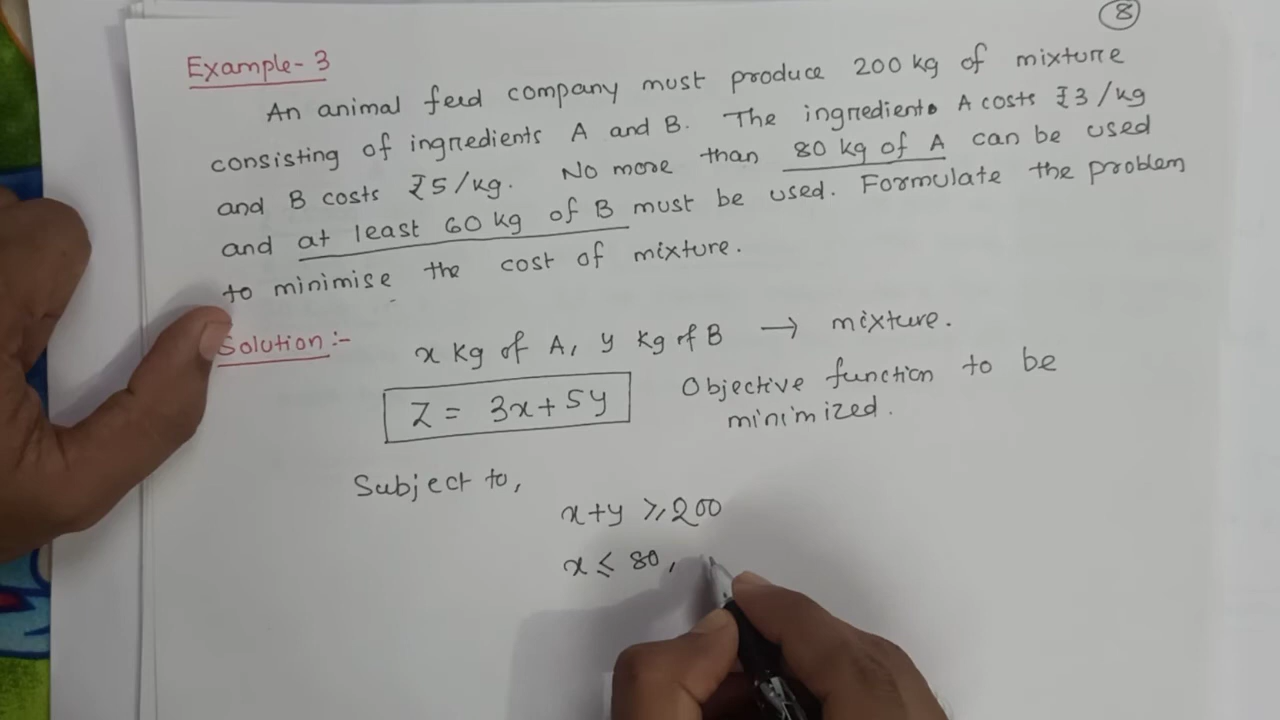 8
Example-3
An animal feed company must produce 200 kg of mixture
consisting of ingredients A and B. The ingredients A costs ₹3/kg
and B costs ₹5/kg. No more than 80 kg of A can be used
and at least 60 kg of B must be used. Formulate the problem
to minimise the cost of mixture.
Solution :-
x kg of A, y kg of B → mixture.
Z = 3x+5y Objective function to be
minimized.
Subject to,
x+y ≥ 200
x ≤ 80,